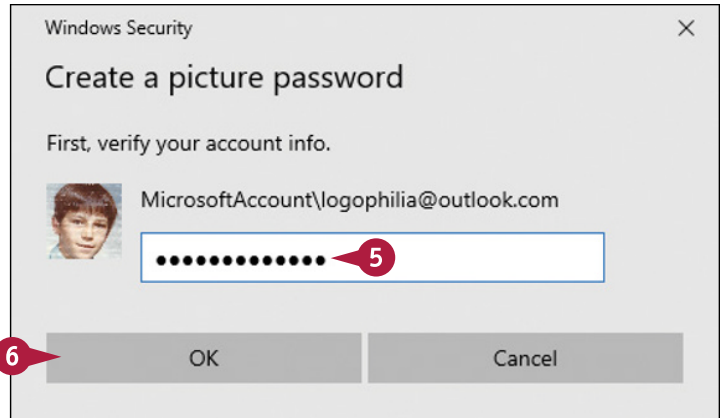 Windows Security
Create a picture password
First, verify your account info.
MicrosoftAccount\logophilia@outlook.com
●●●●●●●●●●●●● 5
6 OK Cancel